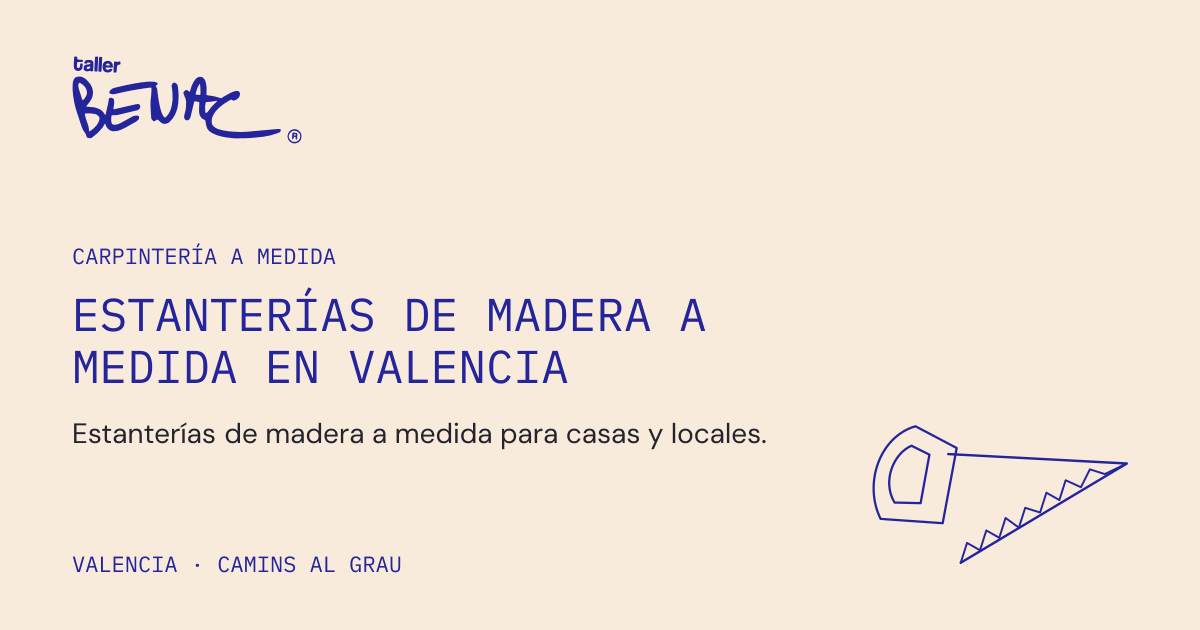 taller
BENAC
®
CARPINTERÍA A MEDIDA
ESTANTERÍAS DE MADERA A
MEDIDA EN VALENCIA
Estanterías de madera a medida para casas y locales.
VALENCIA · CAMINS AL GRAU